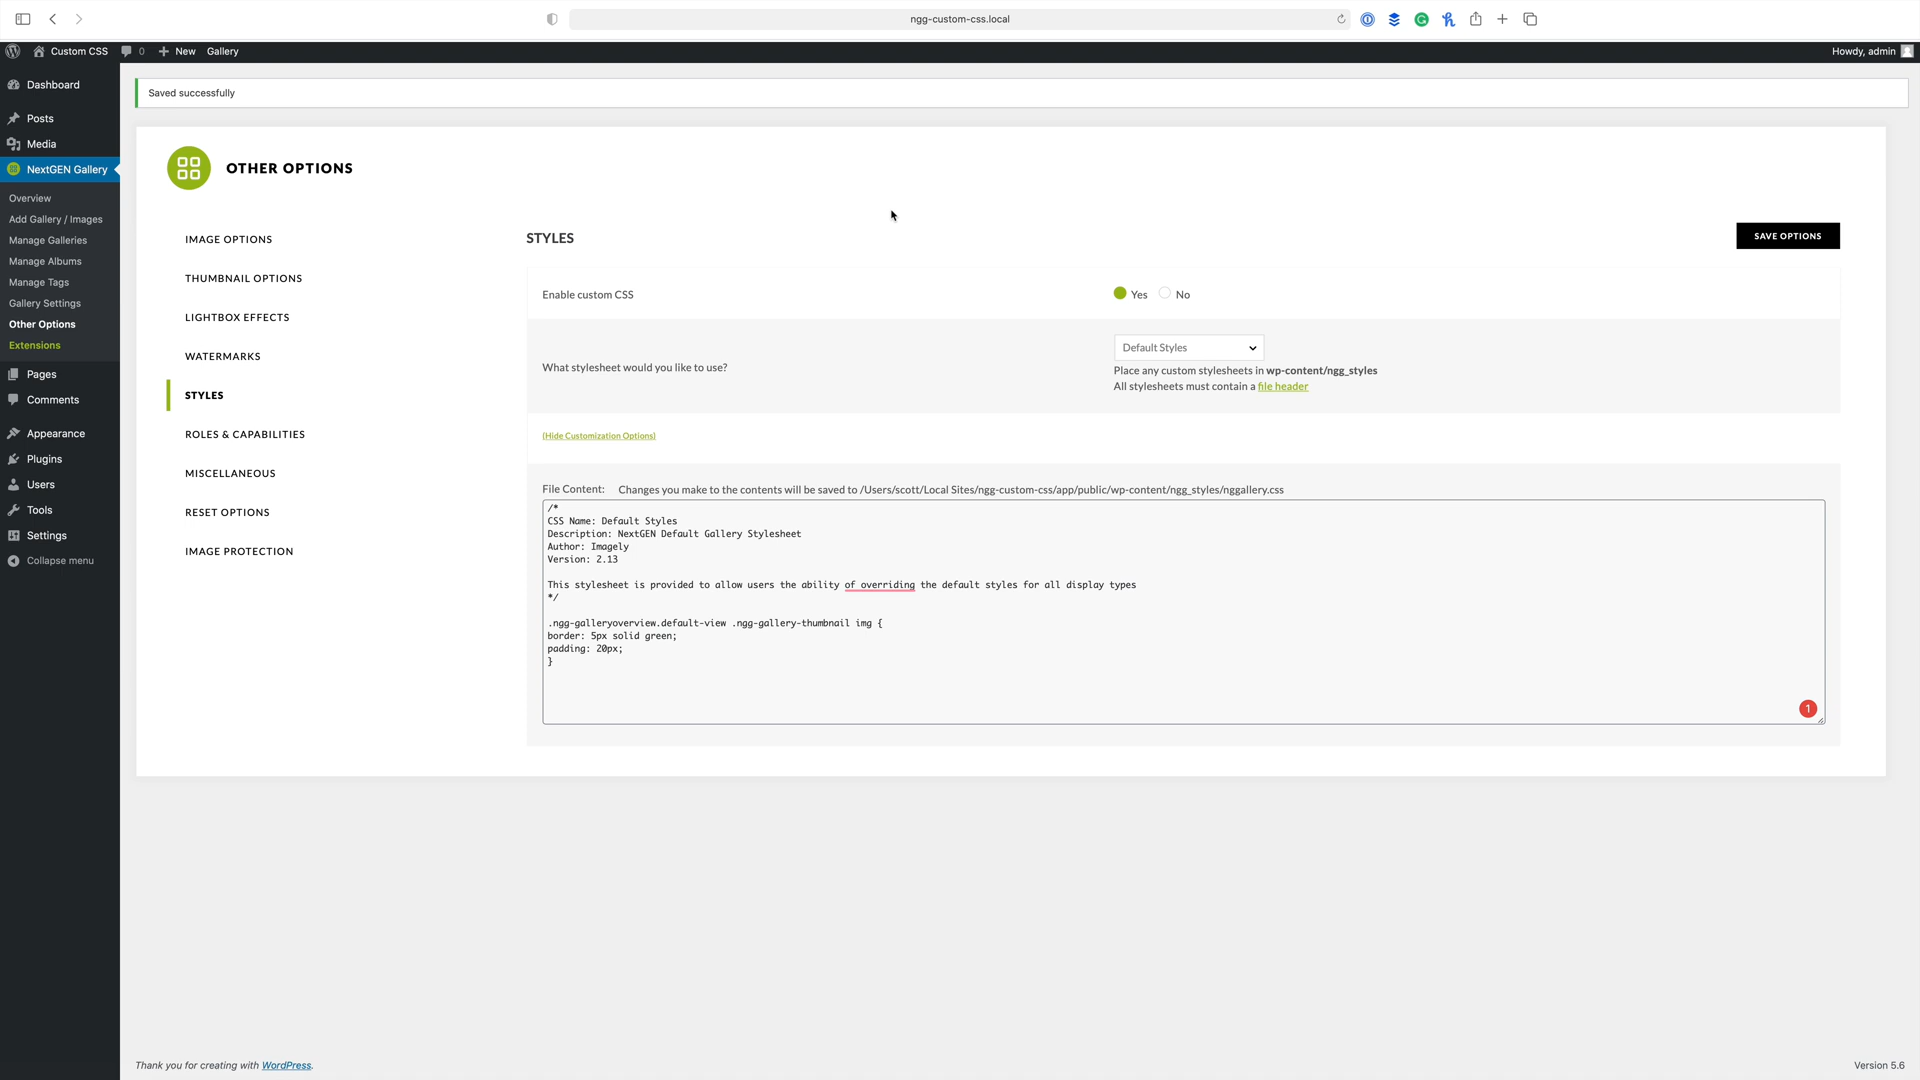 ngg-custom-css.local
Custom CSS 0 New Gallery Howdy, admin
Dashboard
Posts
Media
NextGEN Gallery
Overview
Add Gallery / Images
Manage Galleries
Manage Albums
Manage Tags
Gallery Settings
Other Options
Extensions
Pages
Comments
Appearance
Plugins
Users
Tools
Settings
Collapse menu
Saved successfully
OTHER OPTIONS
IMAGE OPTIONS
THUMBNAIL OPTIONS
LIGHTBOX EFFECTS
WATERMARKS
STYLES
ROLES & CAPABILITIES
MISCELLANEOUS
RESET OPTIONS
IMAGE PROTECTION
STYLES
SAVE OPTIONS
Enable custom CSS
Yes No
What stylesheet would you like to use?
Default Styles
Place any custom stylesheets in wp-content/ngg_styles
All stylesheets must contain a file header
(Hide Customization Options)
File Content: Changes you make to the contents will be saved to /Users/scott/Local Sites/ngg-custom-css/app/public/wp-content/ngg_styles/nggallery.css
/*
CSS Name: Default Styles
Description: NextGEN Default Gallery Stylesheet
Author: Imagely
Version: 2.13
This stylesheet is provided to allow users the ability of overriding the default styles for all display types
*/
.ngg-galleryoverview.default-view .ngg-gallery-thumbnail img {
border: 5px solid green;
padding: 20px;
}
1
Thank you for creating with WordPress.
Version 5.6